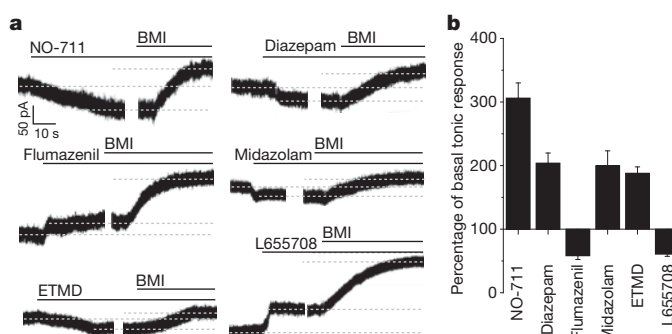 a
b
NO-711
BMI
50 pA
10 s
Diazepam
BMI
Flumazenil
BMI
Midazolam
BMI
ETMD
BMI
L655708
BMI
Percentage of basal tonic response
400
300
200
100
0
NO-711
Diazepam
Flumazenil
Midazolam
ETMD
L655708